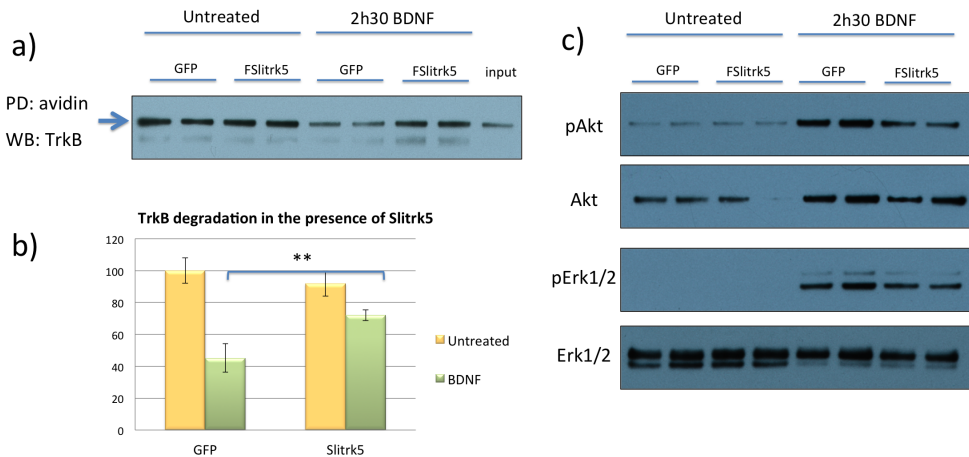 Untreated
2h30 BDNF
a)
GFP
FSlitrk5
GFP
FSlitrk5
input
PD: avidin
WB: TrkB
TrkB degradation in the presence of Slitrk5
b)
120
100
80
60
40
20
0
**
GFP
Slitrk5
Untreated
BDNF
c)
Untreated
2h30 BDNF
GFP
FSlitrk5
GFP
FSlitrk5
pAkt
Akt
pErk1/2
Erk1/2